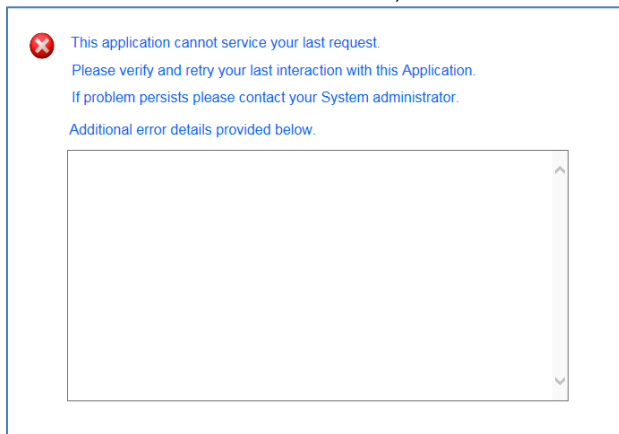 This application cannot service your last request.
Please verify and retry your last interaction with this Application.
If problem persists please contact your System administrator.
Additional error details provided below.